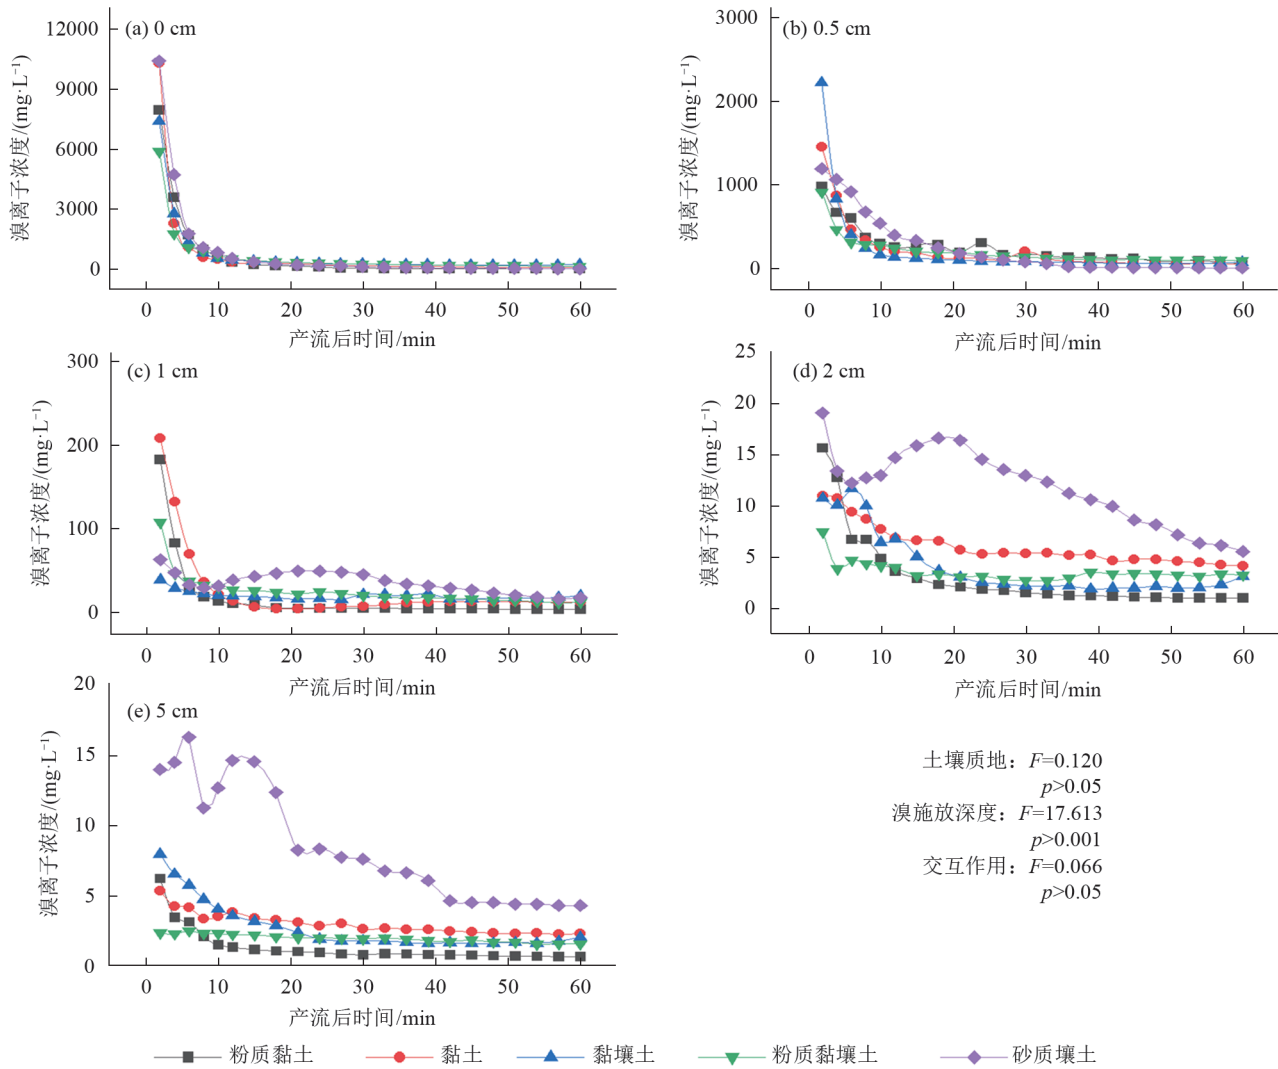 (a) 0 cm
溴离子浓度/(mg·L⁻¹)
12000
9000
6000
3000
0
0 10 20 30 40 50 60
产流后时间/min
(b) 0.5 cm
溴离子浓度/(mg·L⁻¹)
3000
2000
1000
0
0 10 20 30 40 50 60
产流后时间/min
(c) 1 cm
溴离子浓度/(mg·L⁻¹)
300
200
100
0
0 10 20 30 40 50 60
产流后时间/min
(d) 2 cm
溴离子浓度/(mg·L⁻¹)
25
20
15
10
5
0
0 10 20 30 40 50 60
产流后时间/min
(e) 5 cm
溴离子浓度/(mg·L⁻¹)
20
15
10
5
0
0 10 20 30 40 50 60
产流后时间/min
土壤质地：F=0.120
p>0.05
溴施放深度：F=17.613
p>0.001
交互作用：F=0.066
p>0.05
粉质黏土 黏土 黏壤土 粉质黏壤土 砂质壤土